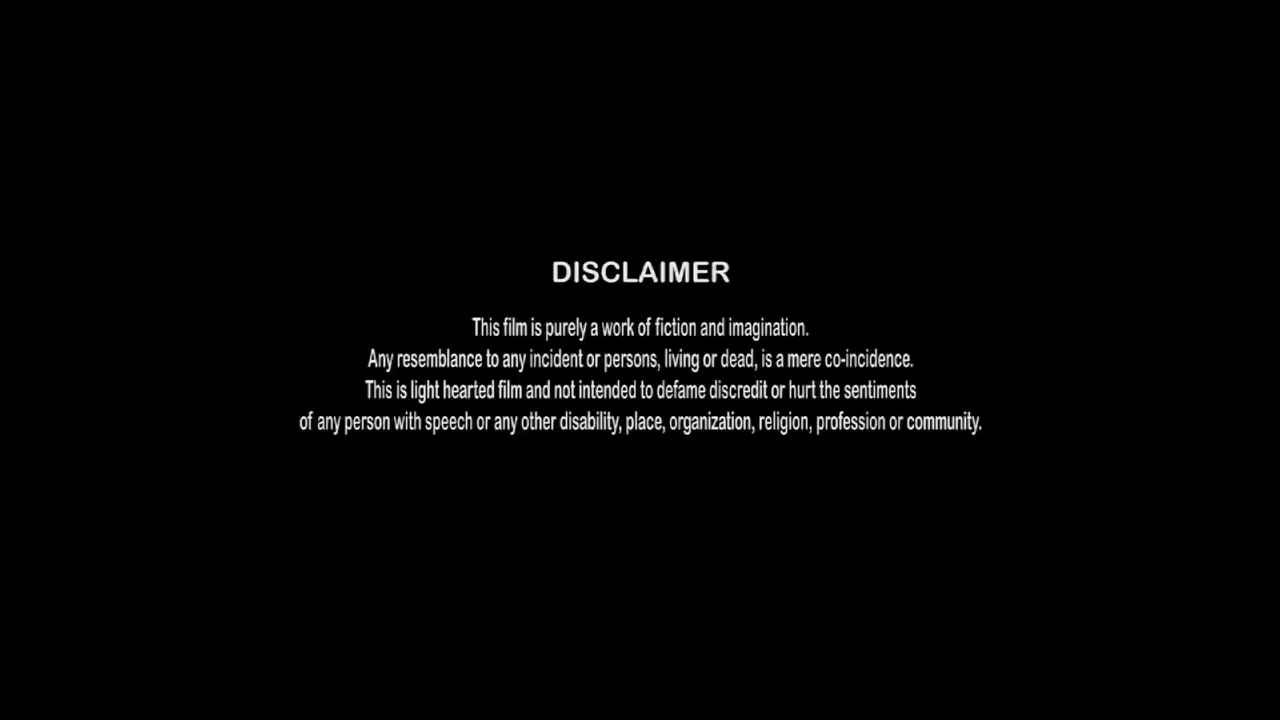 DISCLAIMER
This film is purely a work of fiction and imagination.
Any resemblance to any incident or persons, living or dead, is a mere co-incidence.
This is light hearted film and not intended to defame discredit or hurt the sentiments
of any person with speech or any other disability, place, organization, religion, profession or community.